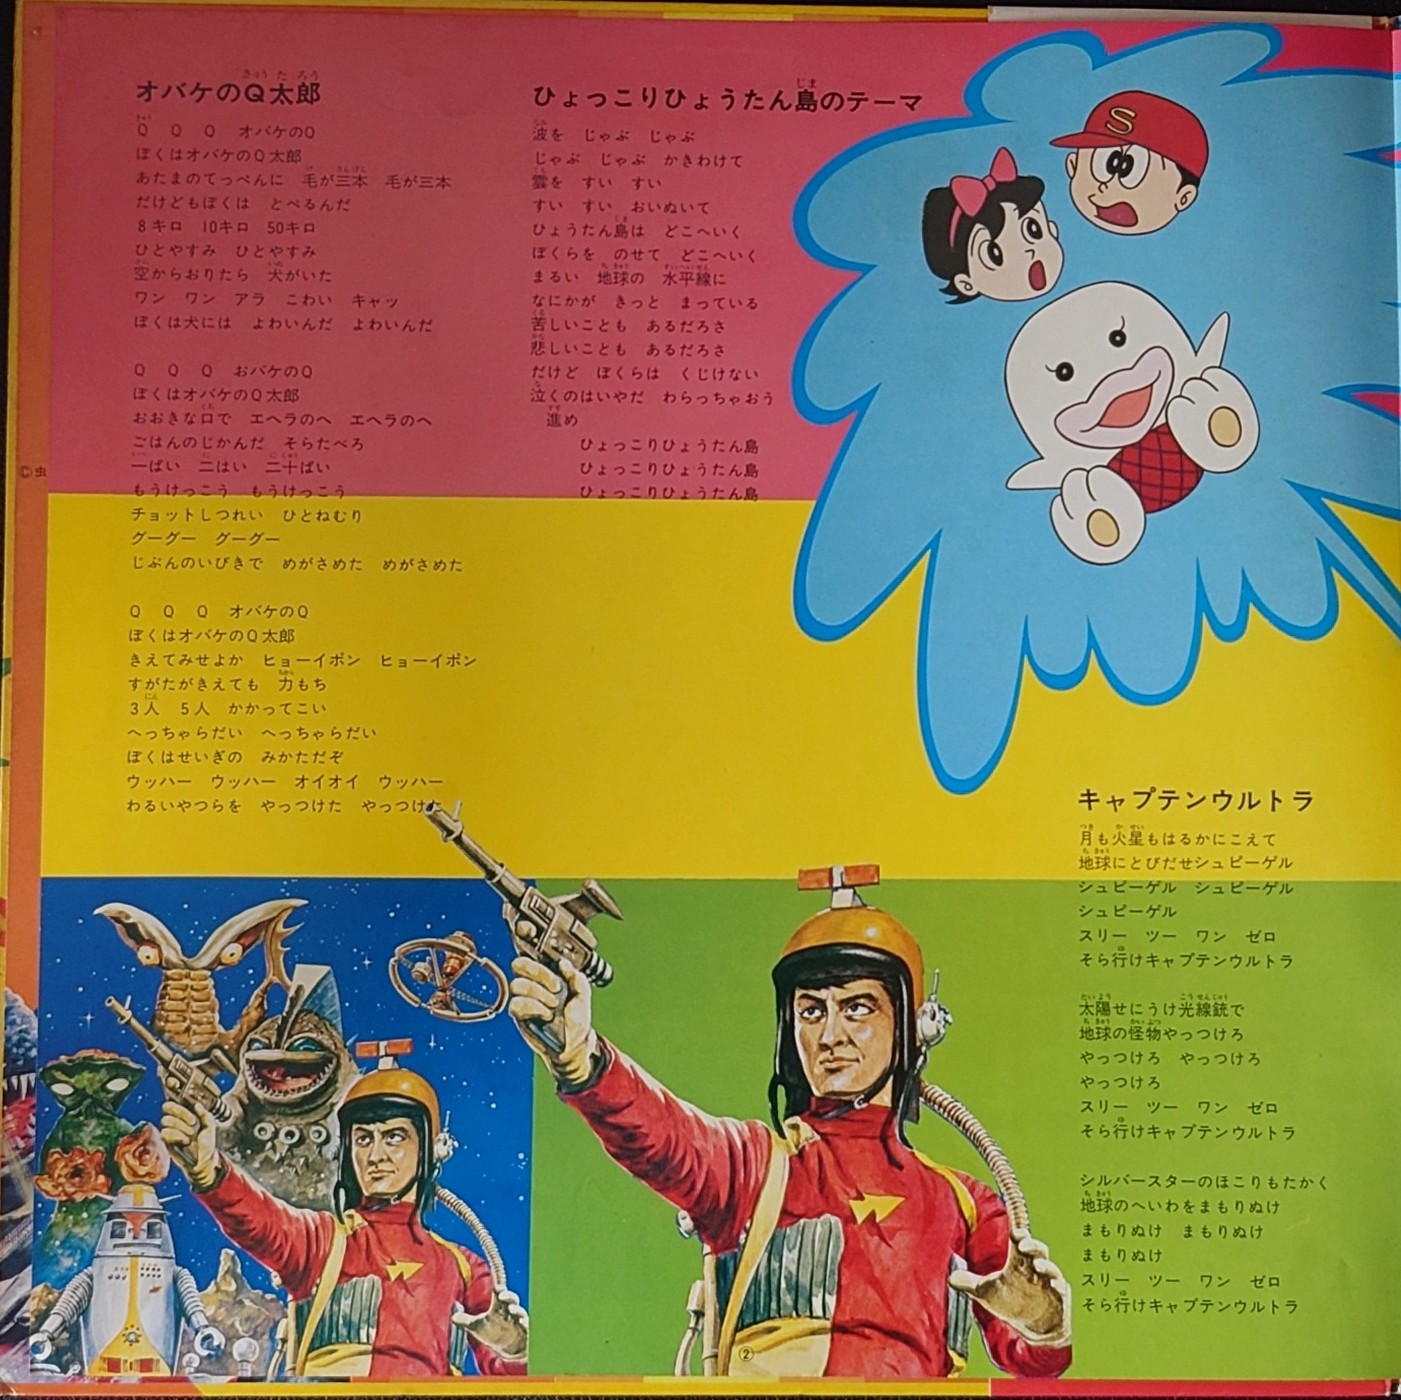 オバケのQ太郎
Q Q Q オバケのQ
ぼくはオバケのQ太郎
あたまのてっぺんに 毛が三本 毛が三本
だけどもぼくは とべるんだ
8キロ 10キロ 50キロ
ひとやすみ ひとやすみ
空からおりたら 犬がいた
ワン ワン アラ こわい キャッ
ぼくは犬には よわいんだ よわいんだ
Q Q Q おバケのQ
ぼくはオバケのQ太郎
おおきな口で エヘラのヘ エヘラのヘ
ごはんのじかんだ そらたべろ
一ぱい 二はい 二十ぱい
もうけっこう もうけっこう
チョットしつれい ひとねむり
グーグー グーグー
じぶんのいびきで めがさめた めがさめた
Q Q Q オバケのQ
ぼくはオバケのQ太郎
きえてみせよか ヒョーイポン ヒョーイポン
すがたがきえても 力もち
3人 5人 かかってこい
へっちゃらだい へっちゃらだい
ぼくはせいぎの みかただぞ
ウッハー ウッハー オイオイ ウッハー
わるいやつらを やっつけた やっつけた
ひょっこりひょうたん島のテーマ
波を じゃぶ じゃぶ
じゃぶ じゃぶ かきわけて
雲を すい すい
すい すい おいぬいて
ひょうたん島は どこへいく
ぼくらを のせて どこへいく
まるい 地球の 水平線に
なにかが きっと まっている
苦しいことも あるだろさ
悲しいことも あるだろさ
だけど ぼくらは くじけない
泣くのはいやだ わらっちゃおう
進め
ひょっこりひょうたん島
ひょっこりひょうたん島
ひょっこりひょうたん島
S
キャプテンウルトラ
月も火星もはるかにこえて
地球にとびだせシュピーゲル
シュピーゲル シュピーゲル
シュピーゲル
スリー ツー ワン ゼロ
そら行けキャプテンウルトラ
太陽せにうけ光線銃で
地球の怪物やっつけろ
やっつけろ やっつけろ
やっつけろ
スリー ツー ワン ゼロ
そら行けキャプテンウルトラ
シルバースターのほこりもたかく
地球のへいわをまもりぬけ
まもりぬけ まもりぬけ
まもりぬけ
スリー ツー ワン ゼロ
そら行けキャプテンウルトラ
©虫
②